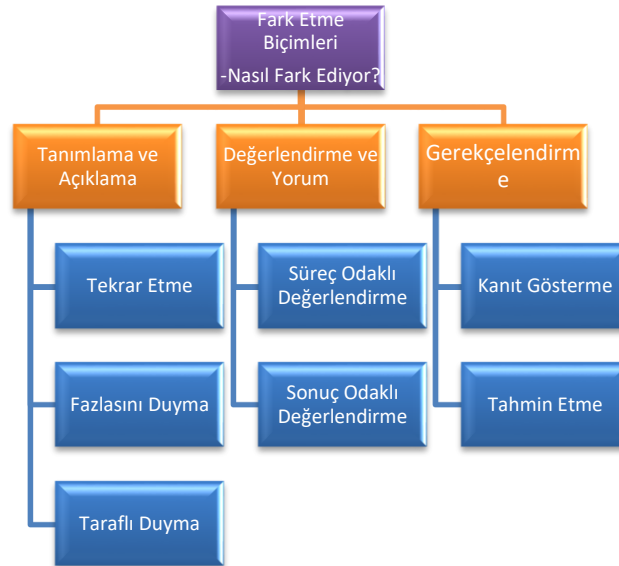 Fark Etme
Biçimleri
-Nasıl Fark Ediyor?
Tanımlama ve
Açıklama
Değerlendirme ve
Yorum
Gerekçelendirm
e
Tekrar Etme
Süreç Odaklı
Değerlendirme
Kanıt Gösterme
Fazlasını Duyma
Sonuç Odaklı
Değerlendirme
Tahmin Etme
Taraflı Duyma